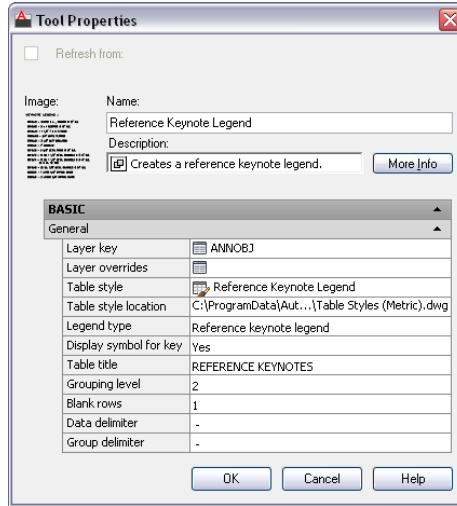 Tool Properties
Refresh from:
Image:
Name:
Reference Keynote Legend
Description:
Creates a reference keynote legend.
More Info
BASIC
General
Layer key ANNOBJ
Layer overrides
Table style Reference Keynote Legend
Table style location C:\ProgramData\Aut...\Table Styles (Metric).dwg
Legend type Reference keynote legend
Display symbol for key Yes
Table title REFERENCE KEYNOTES
Grouping level 2
Blank rows 1
Data delimiter -
Group delimiter -
OK Cancel Help